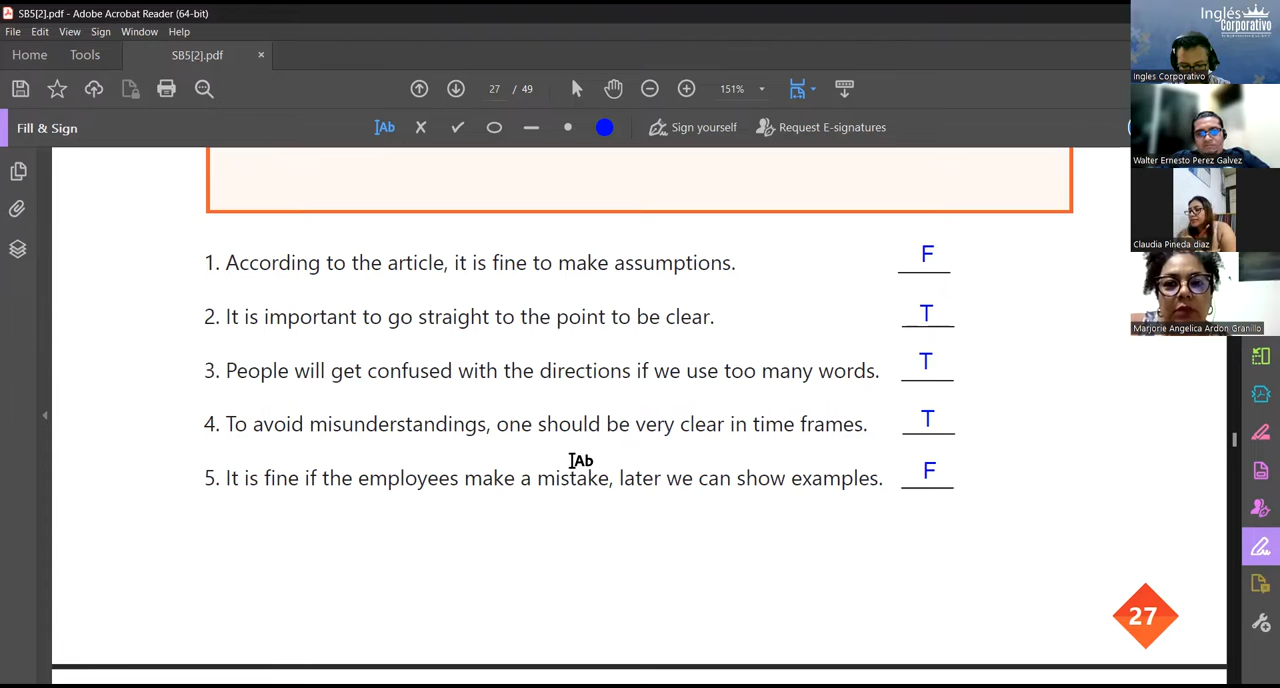 SB5[2].pdf - Adobe Acrobat Reader (64-bit)
File Edit View Sign Window Help
Home Tools SB5[2].pdf ×
27 / 49 151%
Fill & Sign Ab Sign yourself Request E-signatures
1. According to the article, it is fine to make assumptions. F
2. It is important to go straight to the point to be clear. T
3. People will get confused with the directions if we use too many words. T
4. To avoid misunderstandings, one should be very clear in time frames. T
Ab
5. It is fine if the employees make a mistake, later we can show examples. F
27
Inglés
Corporativo
Ingles Corporativo
Walter Ernesto Perez Galvez
Claudia Pineda diaz
Marjorie Angelica Ardon Granillo